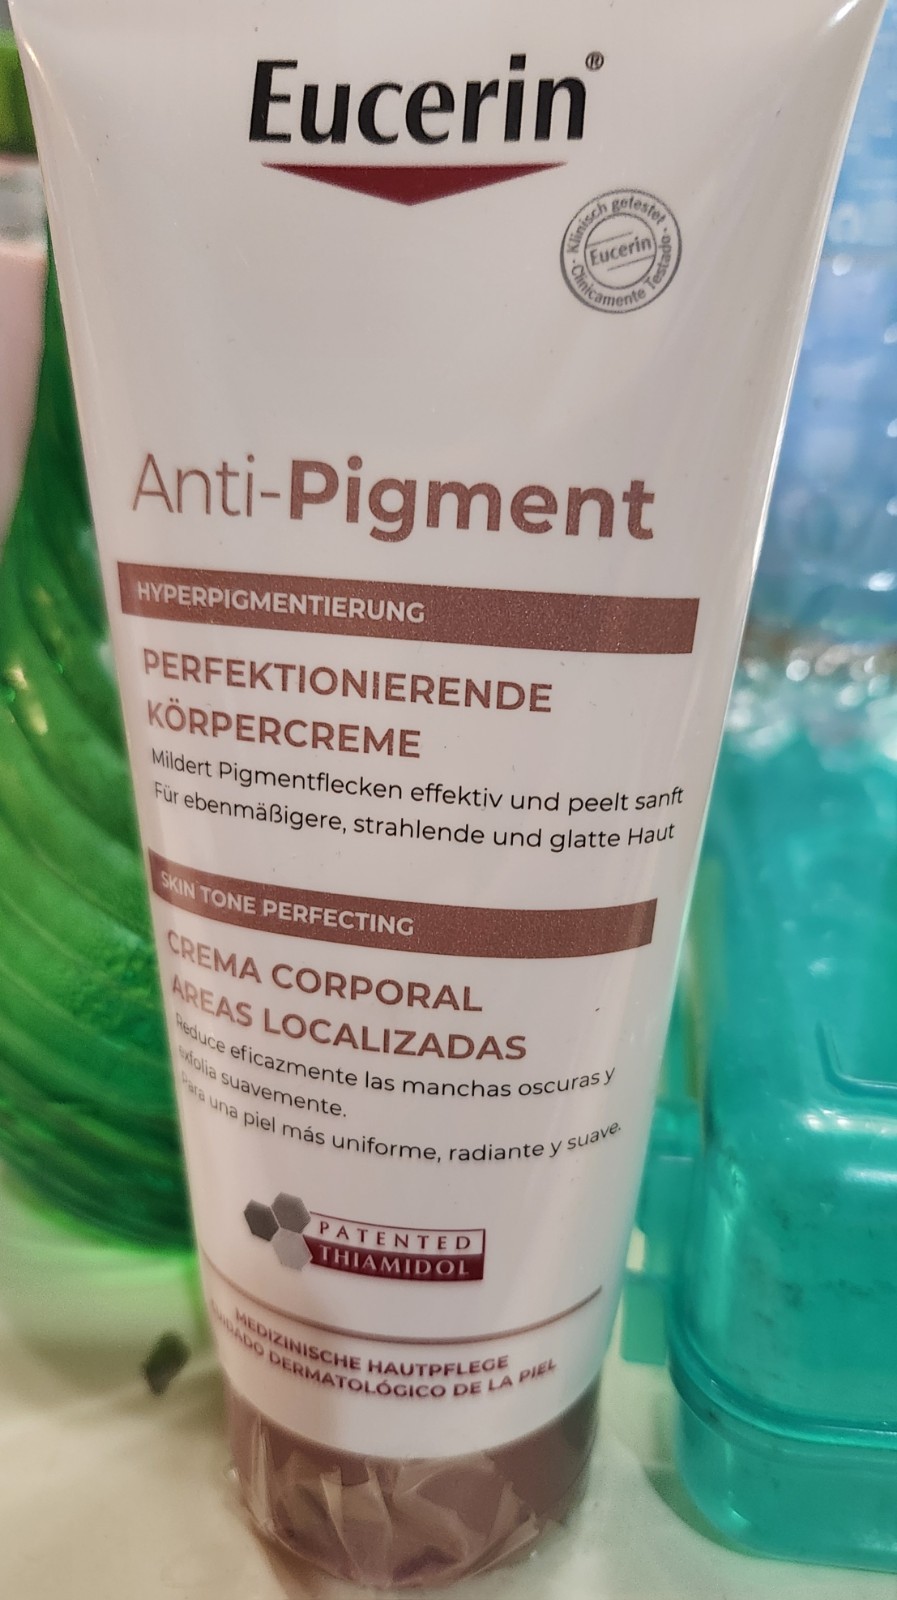 Eucerin®
Klinisch getestet · Clínicamente Testado ·
Eucerin
Anti-Pigment
HYPERPIGMENTIERUNG
PERFEKTIONIERENDE
KÖRPERCREME
Mildert Pigmentflecken effektiv und peelt sanft
Für ebenmäßigere, strahlende und glatte Haut
SKIN TONE PERFECTING
CREMA CORPORAL
AREAS LOCALIZADAS
Reduce eficazmente las manchas oscuras y
exfolia suavemente.
Para una piel más uniforme, radiante y suave.
PATENTED
THIAMIDOL
MEDIZINISCHE HAUTPFLEGE
CUIDADO DERMATOLÓGICO DE LA PIEL